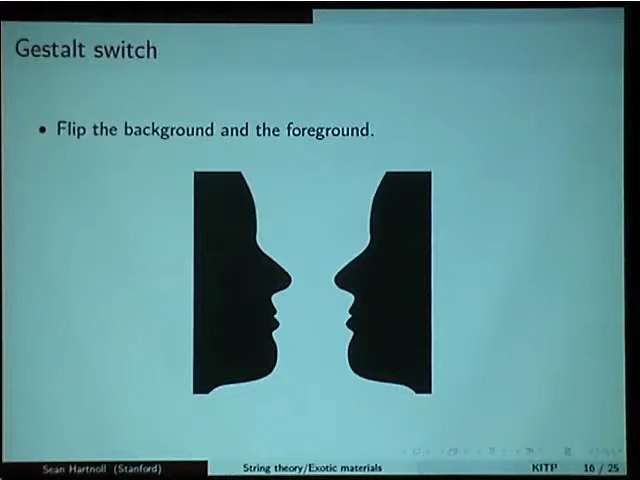 Gestalt switch
• Flip the background and the foreground.
Sean Hartnoll (Stanford) String theory/Exotic materials KITP 16 / 25